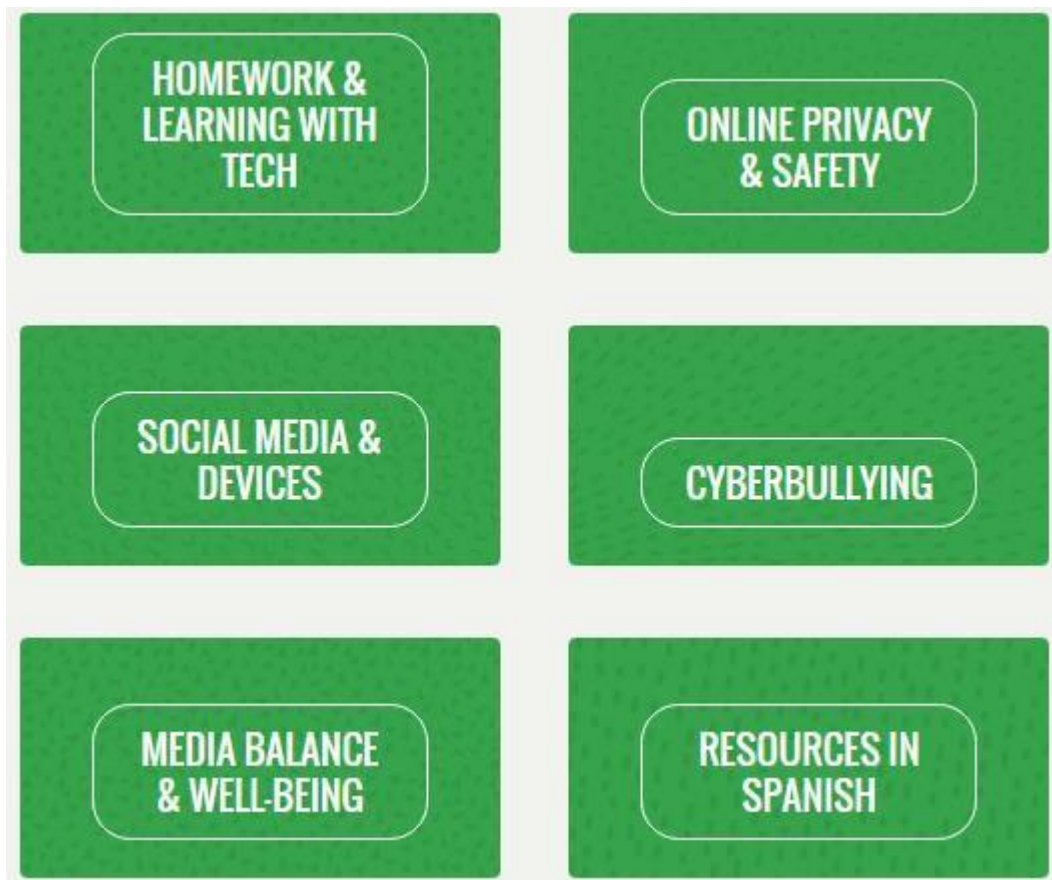 HOMEWORK &
LEARNING WITH
TECH
ONLINE PRIVACY
& SAFETY
SOCIAL MEDIA &
DEVICES
CYBERBULLYING
MEDIA BALANCE
& WELL-BEING
RESOURCES IN
SPANISH